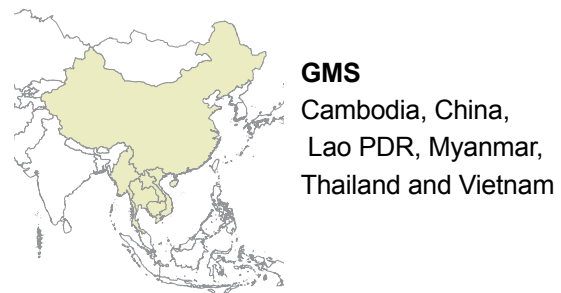 GMS
Cambodia, China,
Lao PDR, Myanmar,
Thailand and Vietnam